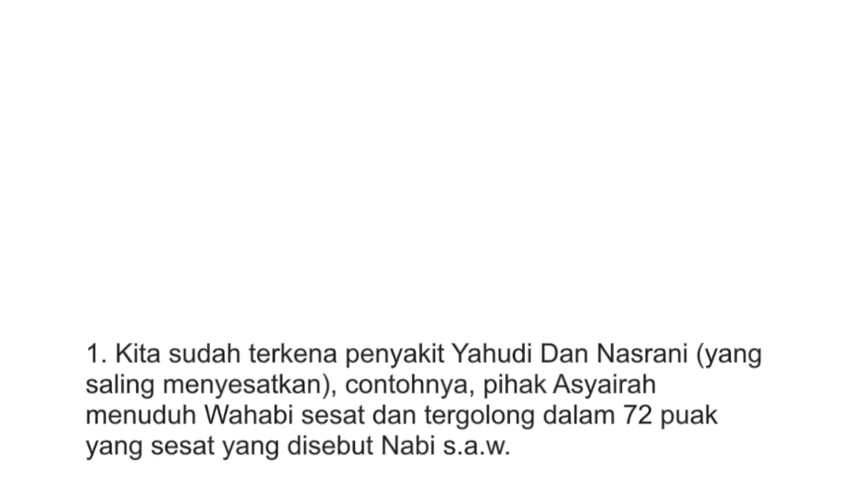 1. Kita sudah terkena penyakit Yahudi Dan Nasrani (yang
saling menyesatkan), contohnya, pihak Asyairah
menuduh Wahabi sesat dan tergolong dalam 72 puak
yang sesat yang disebut Nabi s.a.w.